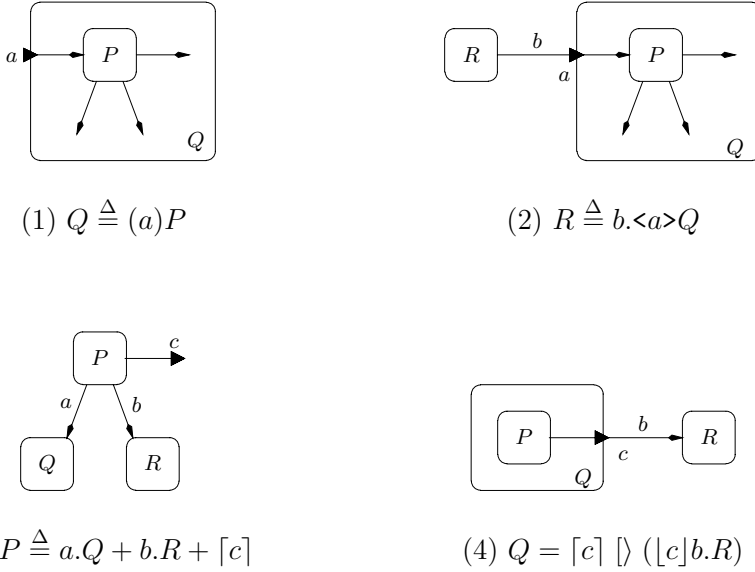 a P Q
R b a P Q
(1) Q ≜ (a)P
(2) R ≜ b.<a>Q
P c
a b
Q R
P b R
c Q
P ≜ a.Q + b.R + ⌈c⌉
(4) Q = ⌈c⌉ [⟩ (⌊c⌋b.R)